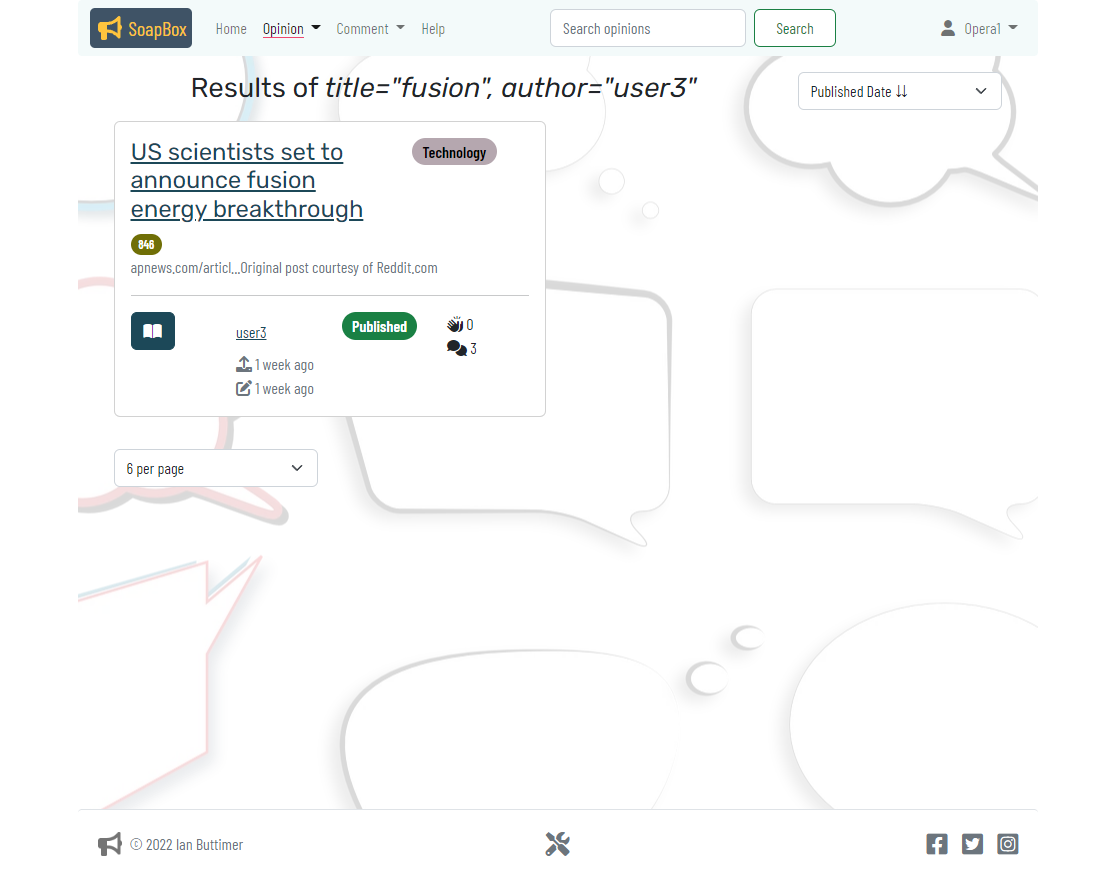 SoapBox Home Opinion Comment Help Search opinions Search Opera1
Results of title="fusion", author="user3"
Published Date
US scientists set to
announce fusion
energy breakthrough
Technology
846
apnews.com/articl...Original post courtesy of Reddit.com
user3
1 week ago
1 week ago
Published
0
3
6 per page
© 2022 Ian Buttimer